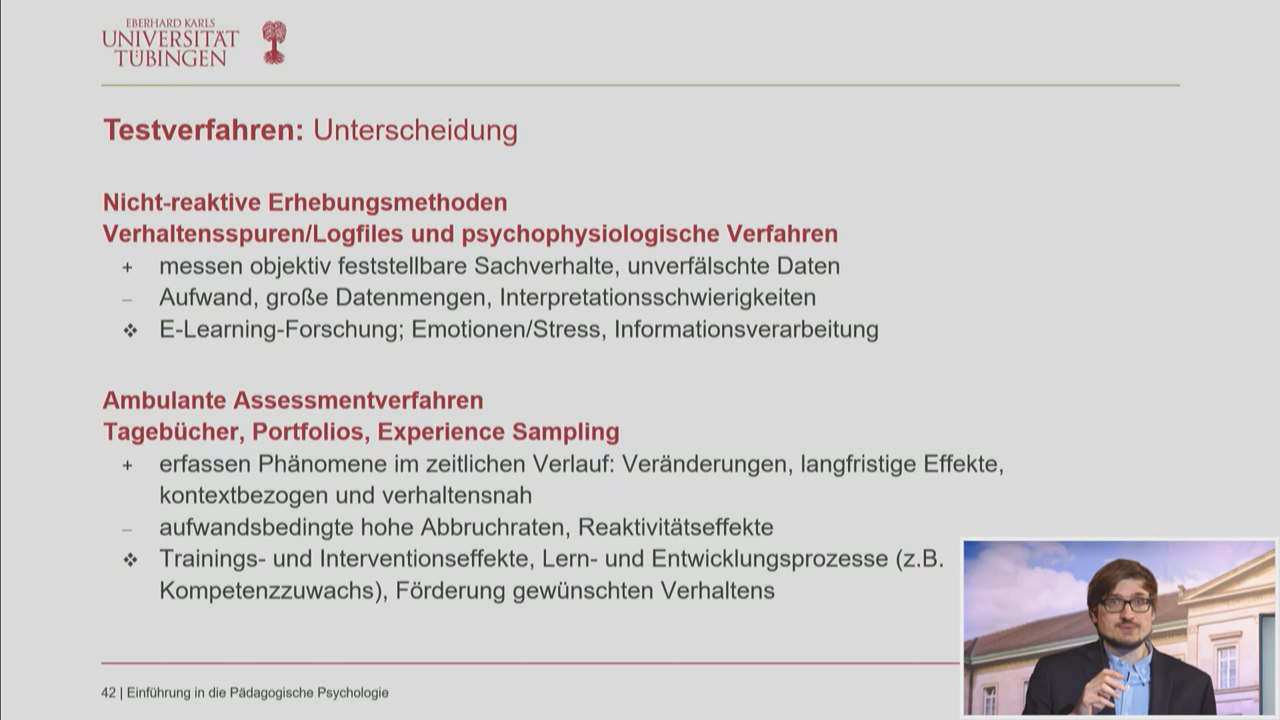 EBERHARD KARLS
UNIVERSITÄT
TÜBINGEN
Testverfahren: Unterscheidung
Nicht-reaktive Erhebungsmethoden
Verhaltensspuren/Logfiles und psychophysiologische Verfahren
+ messen objektiv feststellbare Sachverhalte, unverfälschte Daten
– Aufwand, große Datenmengen, Interpretationsschwierigkeiten
❖ E-Learning-Forschung; Emotionen/Stress, Informationsverarbeitung
Ambulante Assessmentverfahren
Tagebücher, Portfolios, Experience Sampling
+ erfassen Phänomene im zeitlichen Verlauf: Veränderungen, langfristige Effekte,
kontextbezogen und verhaltensnah
– aufwandsbedingte hohe Abbruchraten, Reaktivitätseffekte
❖ Trainings- und Interventionseffekte, Lern- und Entwicklungsprozesse (z.B.
Kompetenzzuwachs), Förderung gewünschten Verhaltens
42 | Einführung in die Pädagogische Psychologie